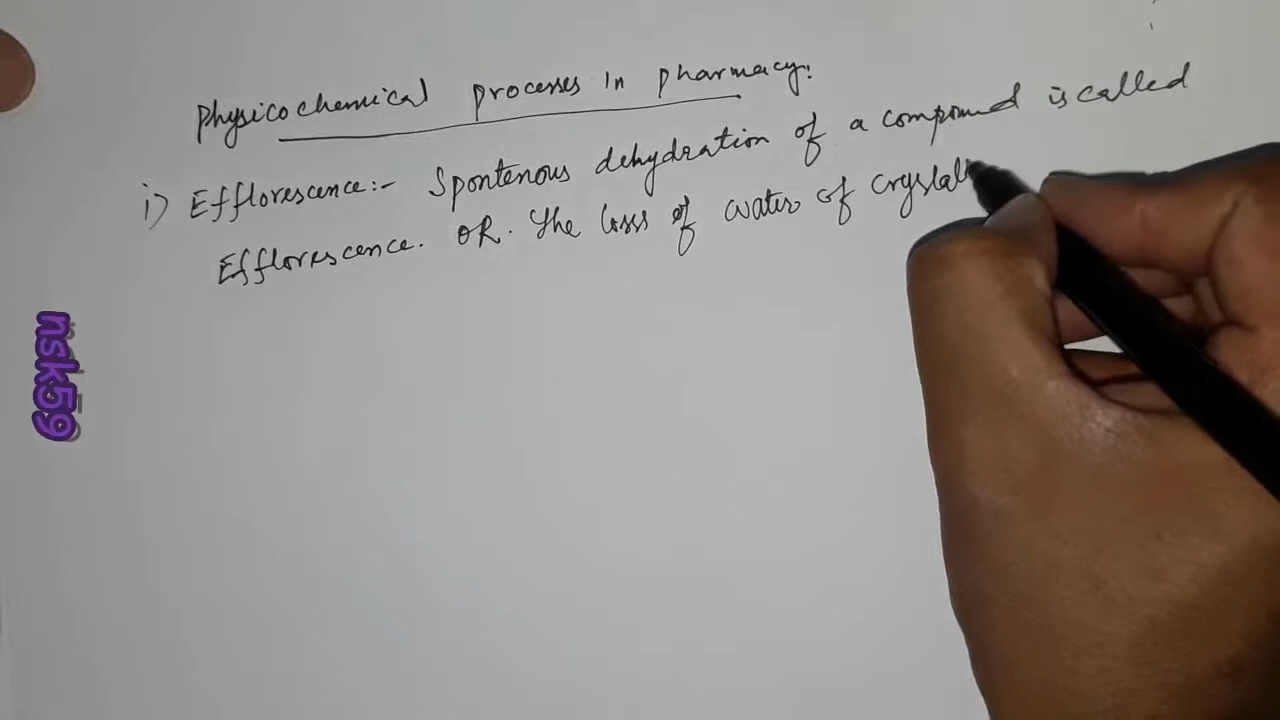 Physicochemical processes in pharmacy:
i) Efflorescence:- Spontenous dehydration of a compound is called
Efflorescence. OR. The loss of water of crystalli
nsk59